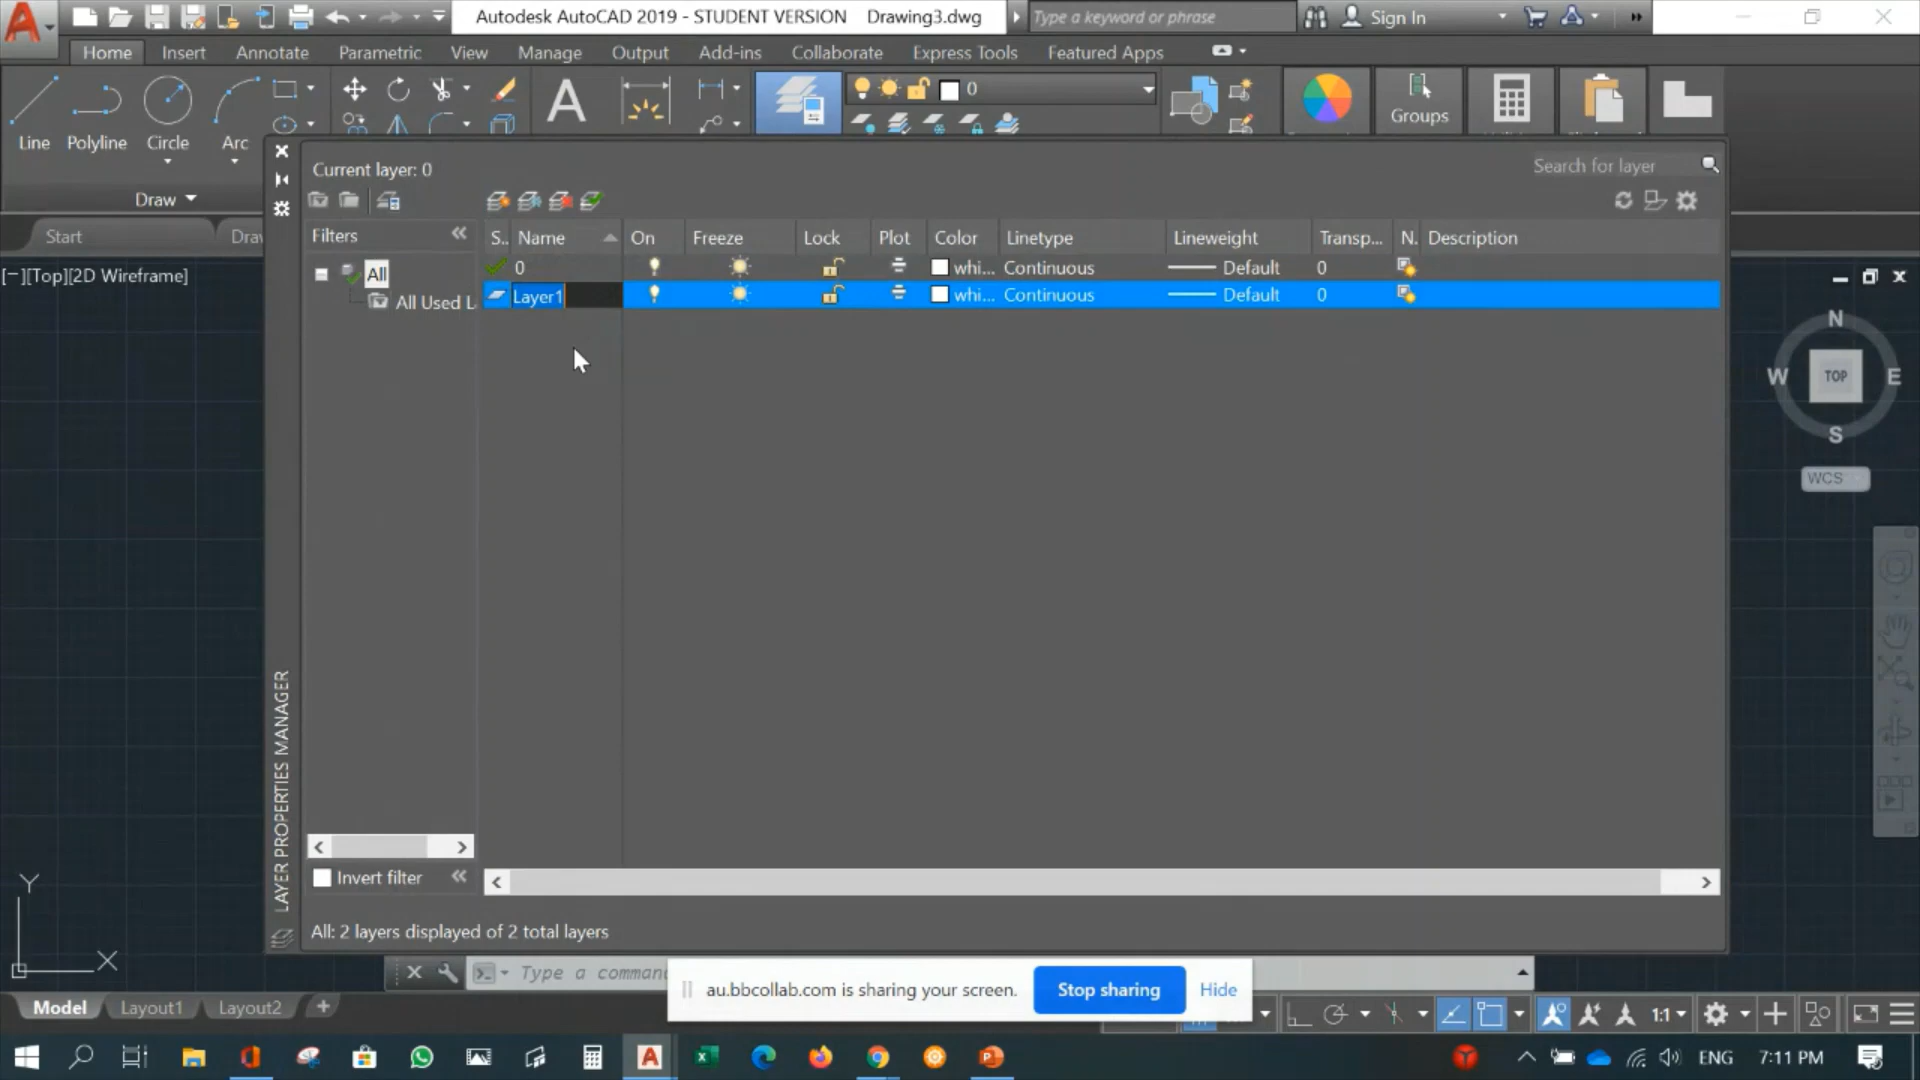 Autodesk AutoCAD 2019 - STUDENT VERSION Drawing3.dwg
Type a keyword or phrase
Sign In
Home Insert Annotate Parametric View Manage Output Add-ins Collaborate Express Tools Featured Apps
A
0
Line Polyline Circle Arc
Groups
Draw
Start
Current layer: 0
Search for layer
Filters
S.. Name On Freeze Lock Plot Color Linetype Lineweight Transp... N. Description
All
0 whi... Continuous Default 0
All Used L
Layer1 whi... Continuous Default 0
[−][Top][2D Wireframe]
N
W TOP E
S
WCS
LAYER PROPERTIES MANAGER
Invert filter
All: 2 layers displayed of 2 total layers
Y
X
Type a comman
au.bbcollab.com is sharing your screen. Stop sharing Hide
Model Layout1 Layout2 +
1:1
ENG 7:11 PM